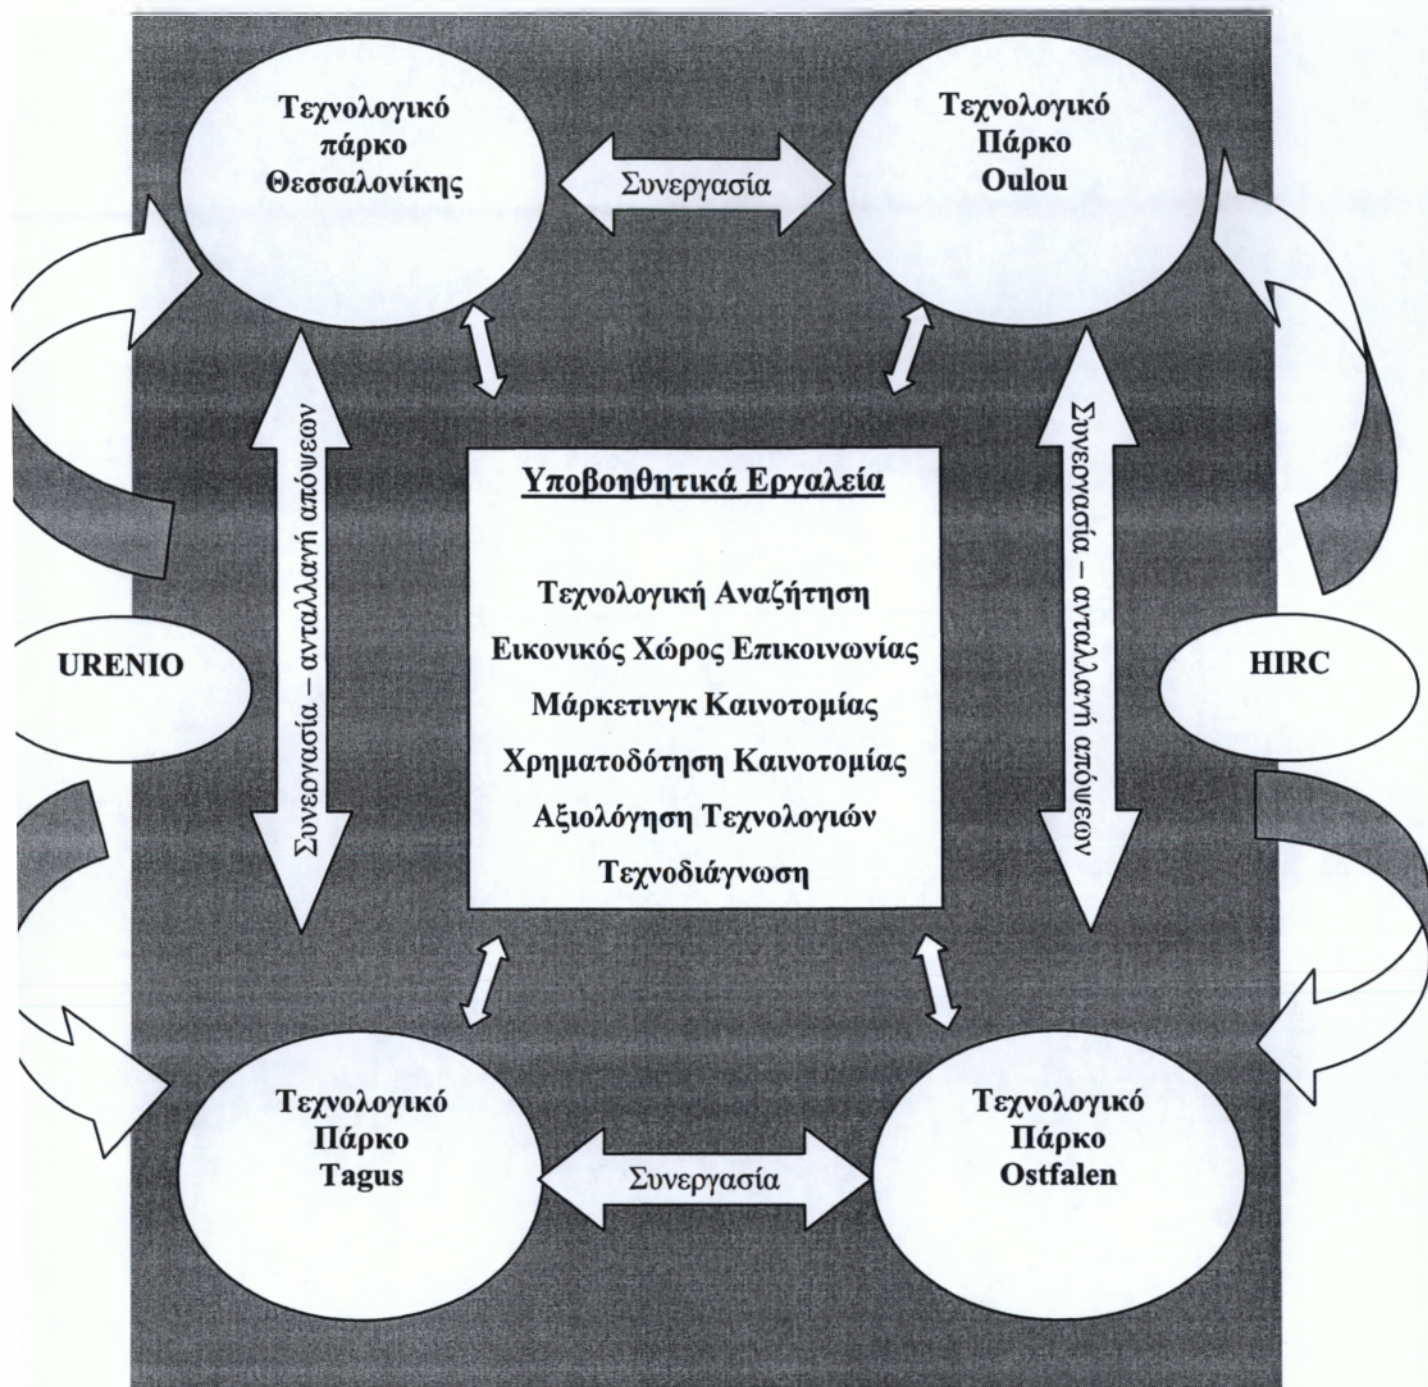 Τεχνολογικό
πάρκο
Θεσσαλονίκης
Συνεργασία
Τεχνολογικό
Πάρκο
Oulou
Συνεργασία – ανταλλαγή απόψεων
Υποβοηθητικά Εργαλεία
Τεχνολογική Αναζήτηση
Εικονικός Χώρος Επικοινωνίας
Μάρκετινγκ Καινοτομίας
Χρηματοδότηση Καινοτομίας
Αξιολόγηση Τεχνολογιών
Τεχνοδιάγνωση
Συνεργασία – ανταλλαγή απόψεων
URENIO
HIRC
Τεχνολογικό
Πάρκο
Tagus
Συνεργασία
Τεχνολογικό
Πάρκο
Ostfalen